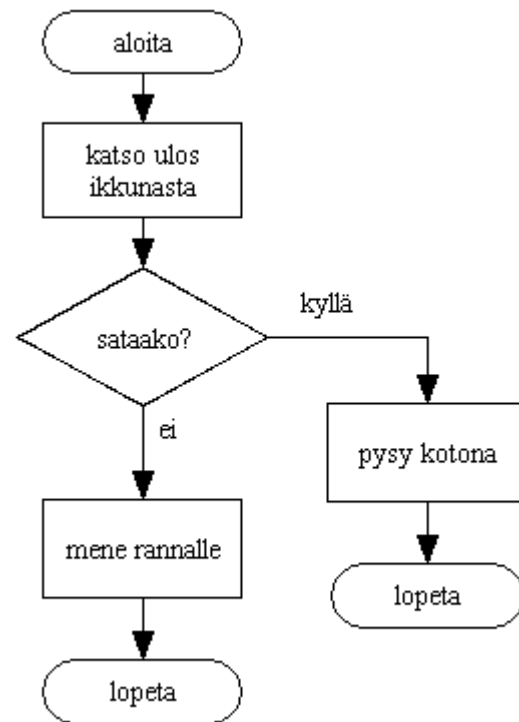 aloita
katso ulos
ikkunasta
sataako?
kyllä
ei
pysy kotona
mene rannalle
lopeta
lopeta